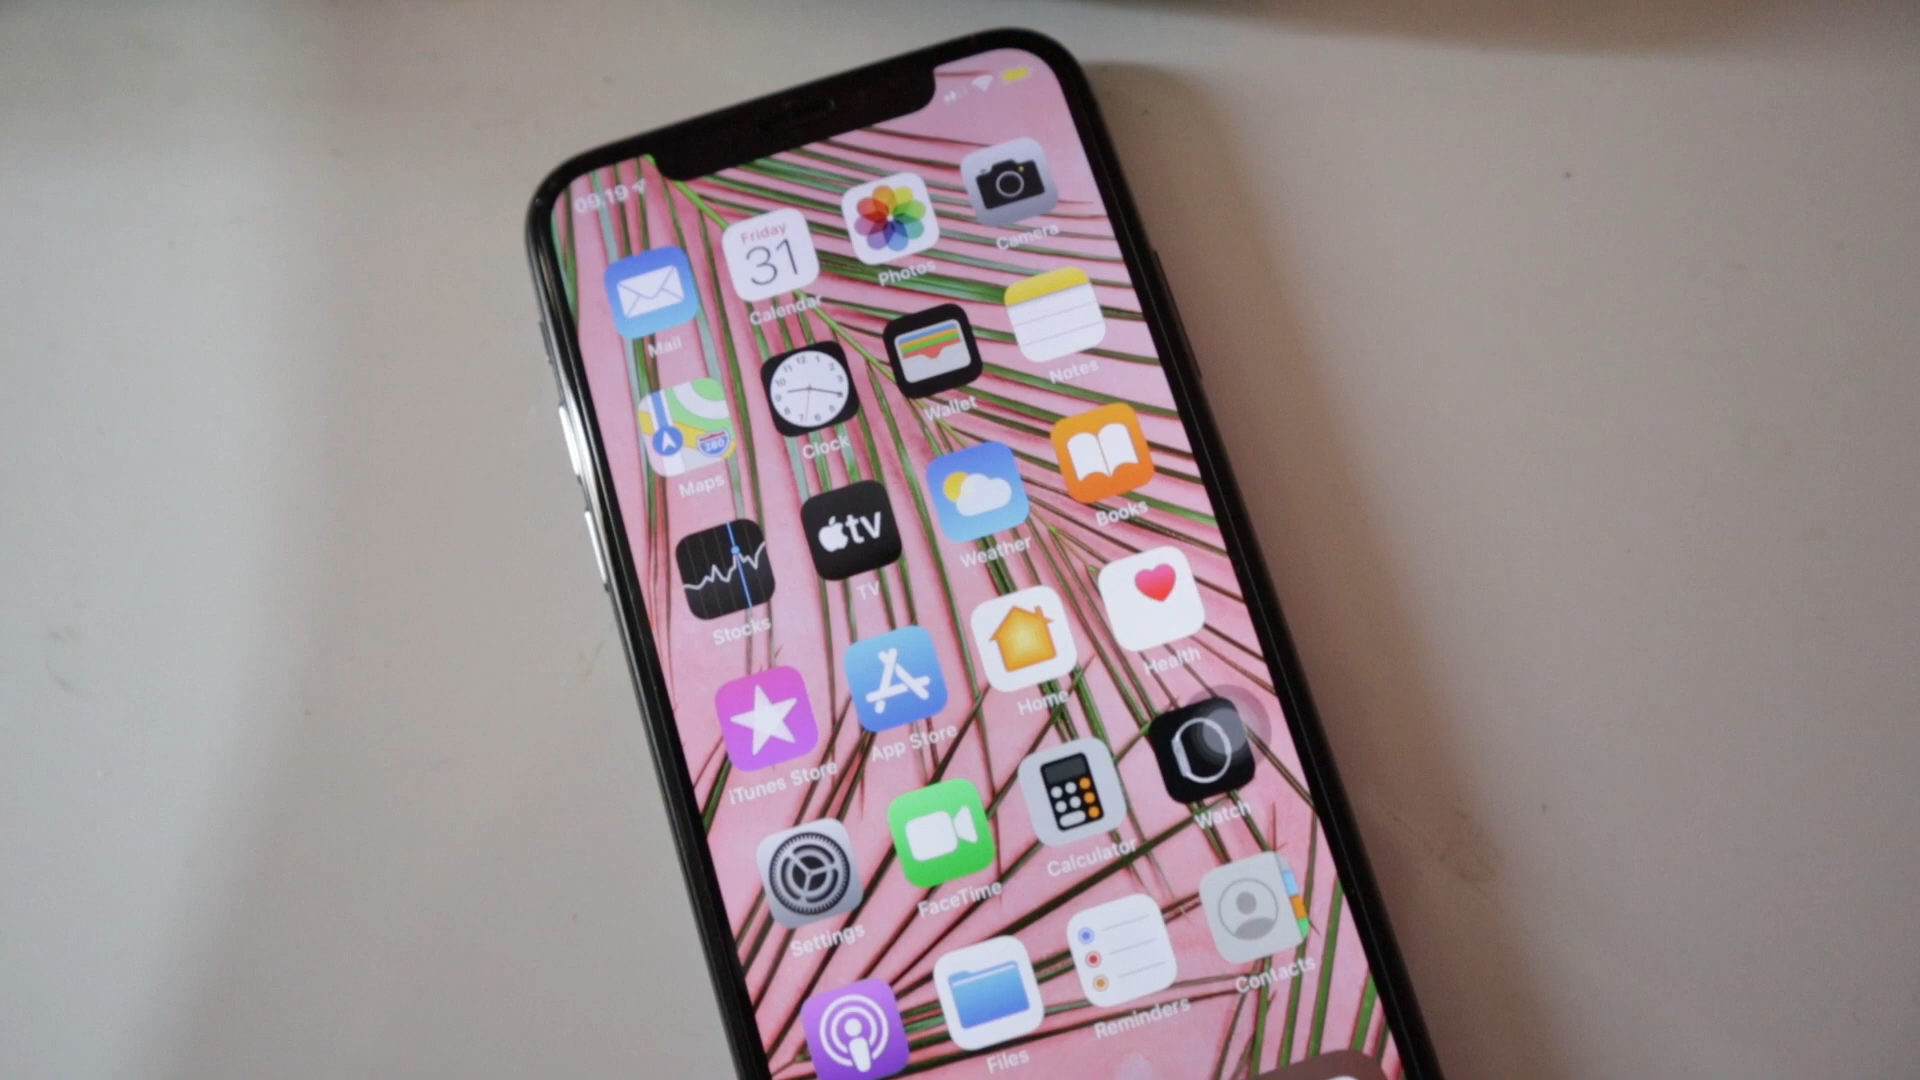 09.19
Friday
31
Mail
Calendar
Photos
Camera
280
Maps
Clock
Wallet
Notes
tv
Stocks
TV
Weather
Books
iTunes Store
App Store
Home
Health
Settings
FaceTime
Calculator
Watch
Files
Reminders
Contacts